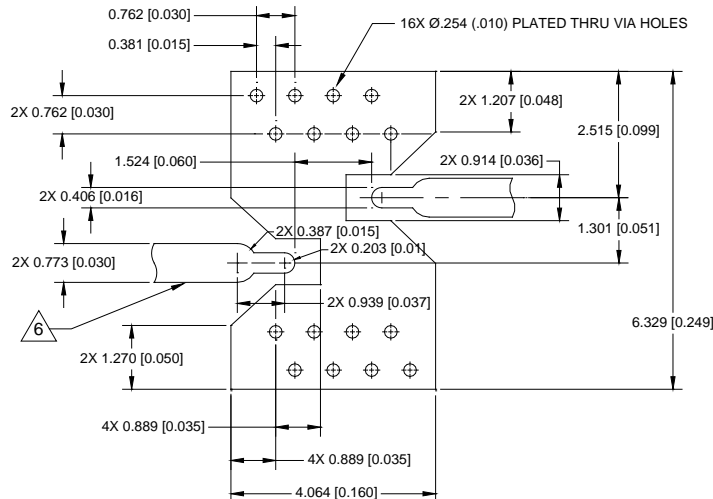 0.762 [0.030]
16X Ø.254 (.010) PLATED THRU VIA HOLES
0.381 [0.015]
2X 0.762 [0.030]
2X 1.207 [0.048]
2.515 [0.099]
1.524 [0.060]
2X 0.914 [0.036]
2X 0.406 [0.016]
1.301 [0.051]
2X 0.387 [0.015]
2X 0.203 [0.01]
2X 0.773 [0.030]
2X 0.939 [0.037]
6
6.329 [0.249]
2X 1.270 [0.050]
4X 0.889 [0.035]
4X 0.889 [0.035]
4.064 [0.160]